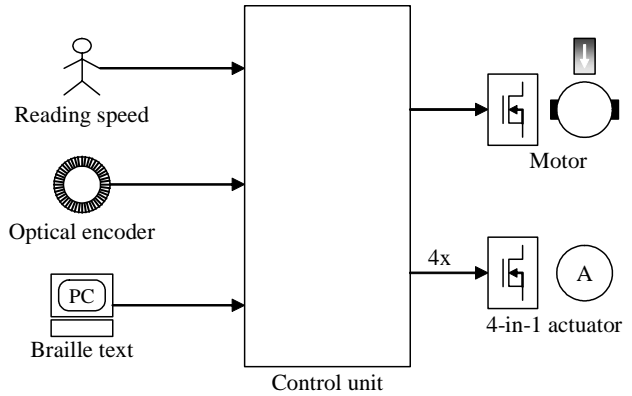 Reading speed
Optical encoder
PC
Braille text
Control unit
Motor
4x
A
4-in-1 actuator